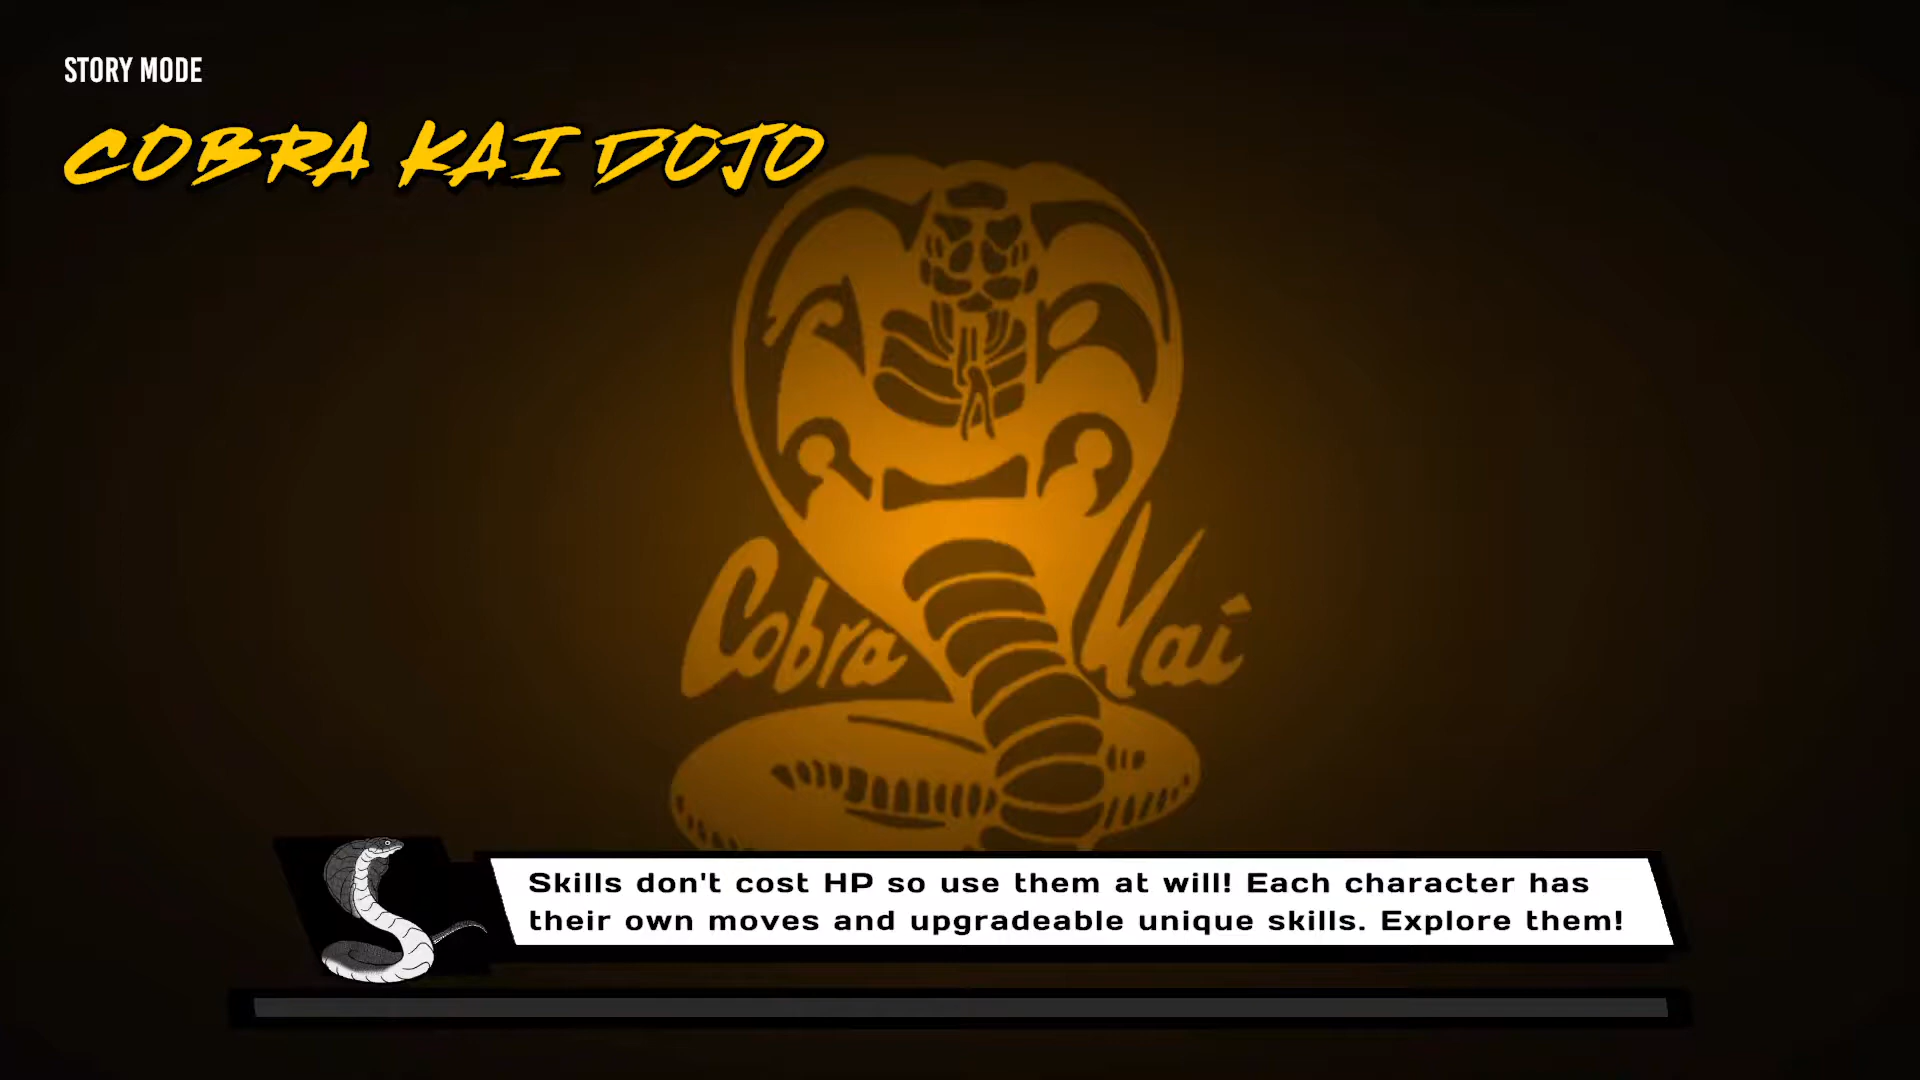 STORY MODE
COBRA KAI DOJO
Cobra Kai
Skills don't cost HP so use them at will! Each character has
their own moves and upgradeable unique skills. Explore them!